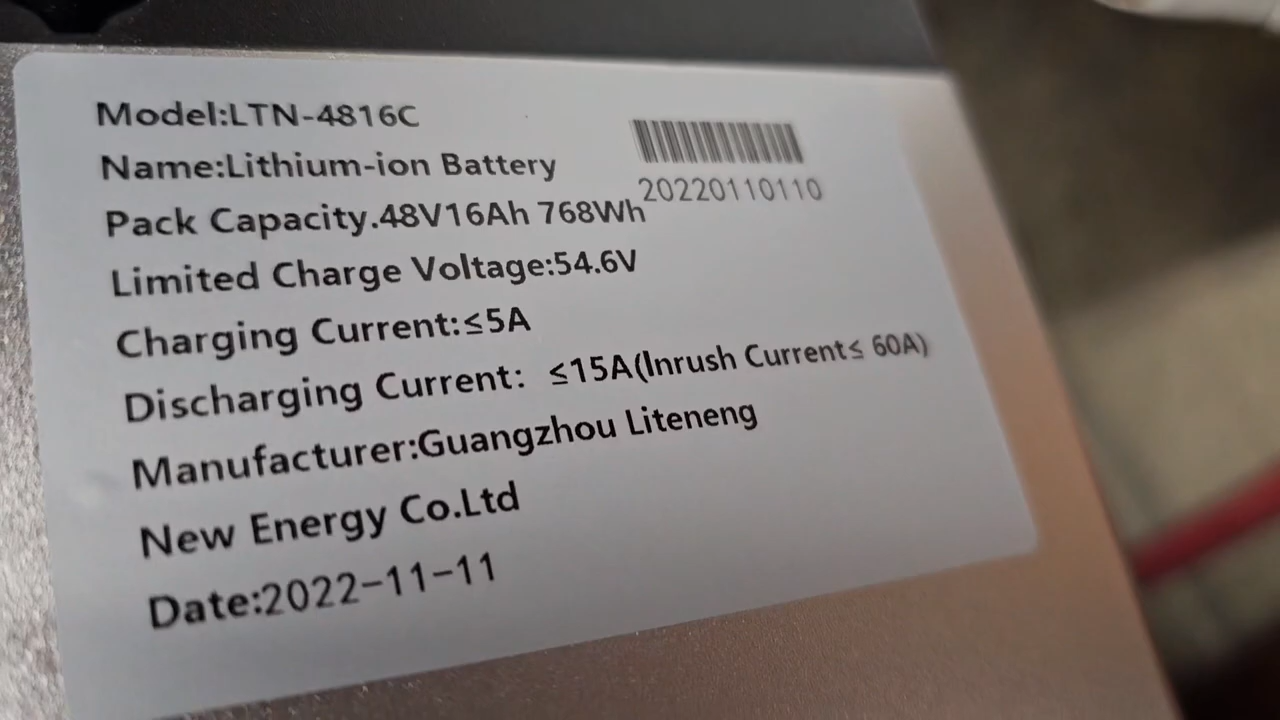 Model:LTN-4816C
Name:Lithium-ion Battery
20220110110
Pack Capacity.48V16Ah 768Wh
Limited Charge Voltage:54.6V
Charging Current:≤5A
Discharging Current: ≤15A(Inrush Current≤ 60A)
Manufacturer:Guangzhou Liteneng
New Energy Co.Ltd
Date:2022-11-11